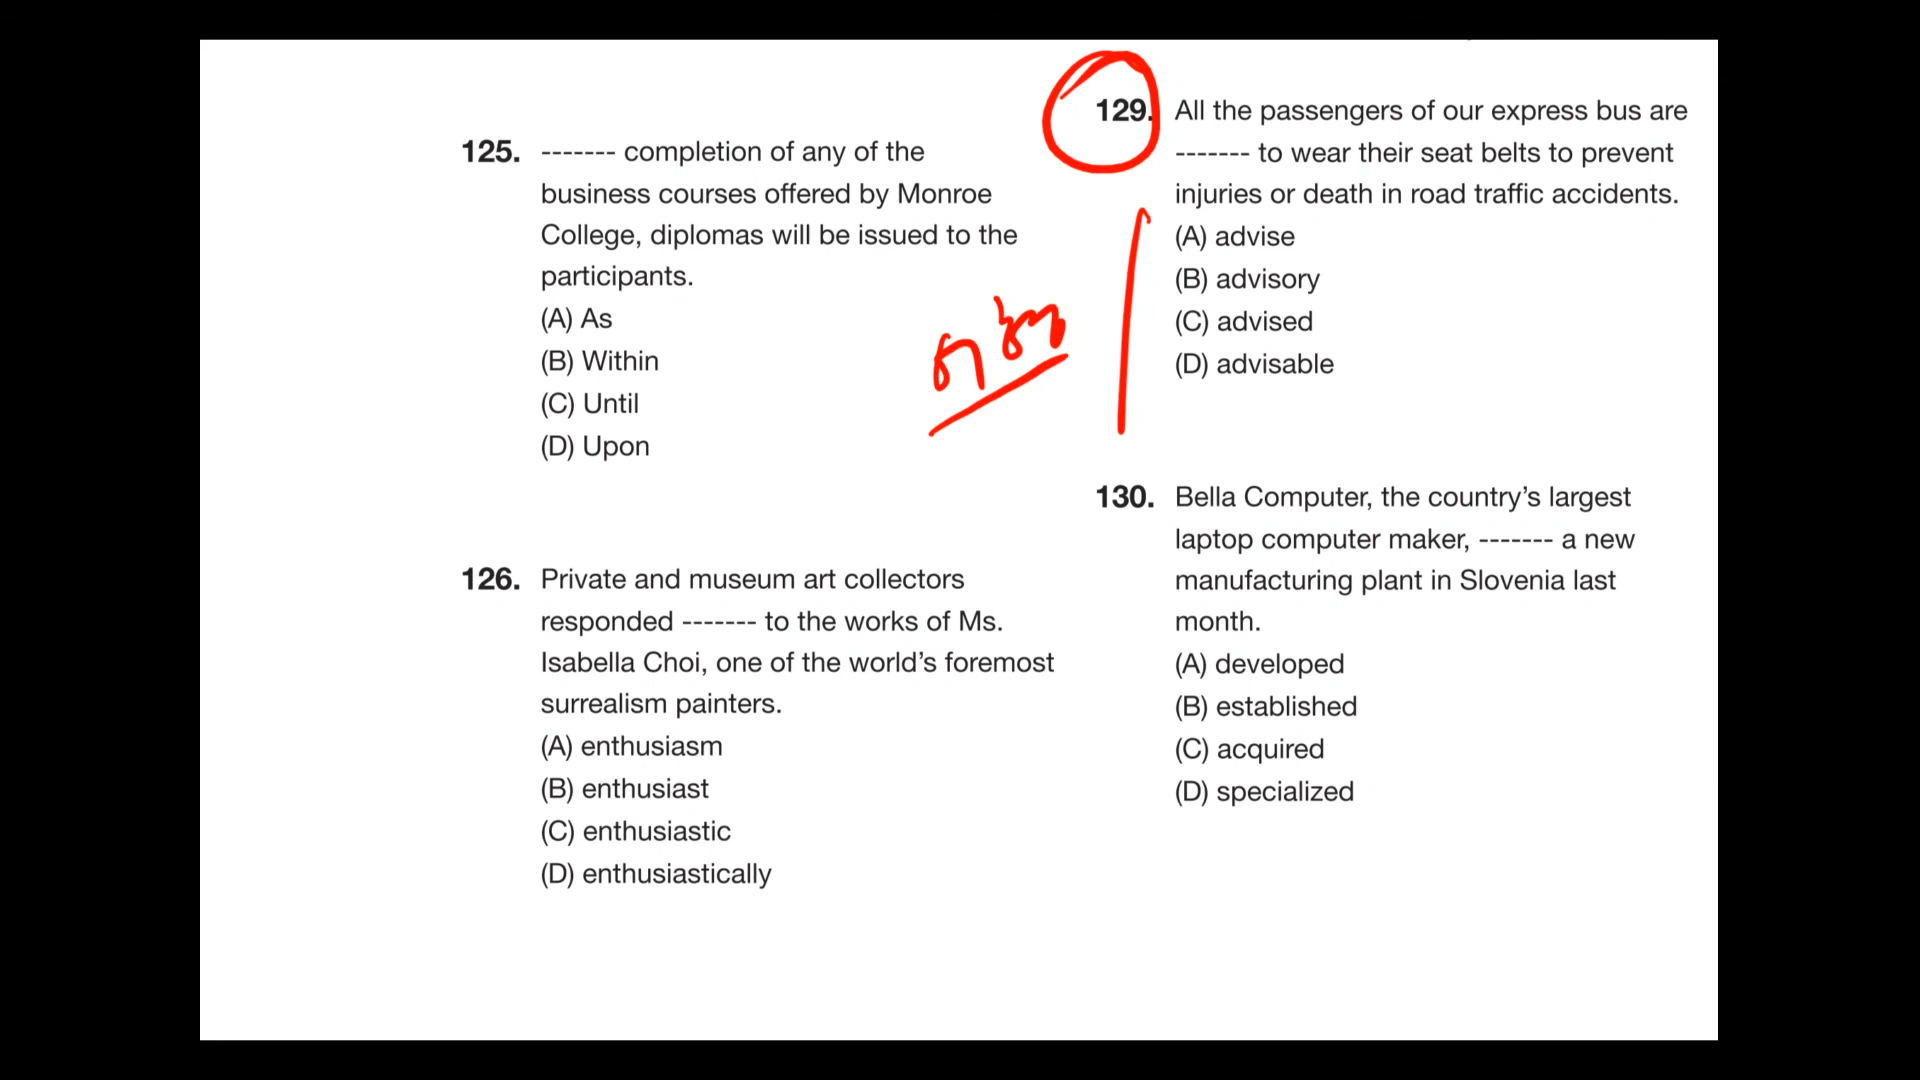 125. ------- completion of any of the
business courses offered by Monroe
College, diplomas will be issued to the
participants.
(A) As
(B) Within
(C) Until
(D) Upon
126. Private and museum art collectors
responded ------- to the works of Ms.
Isabella Choi, one of the world’s foremost
surrealism painters.
(A) enthusiasm
(B) enthusiast
(C) enthusiastic
(D) enthusiastically
129. All the passengers of our express bus are
------- to wear their seat belts to prevent
injuries or death in road traffic accidents.
(A) advise
(B) advisory
(C) advised
(D) advisable
130. Bella Computer, the country’s largest
laptop computer maker, ------- a new
manufacturing plant in Slovenia last
month.
(A) developed
(B) established
(C) acquired
(D) specialized